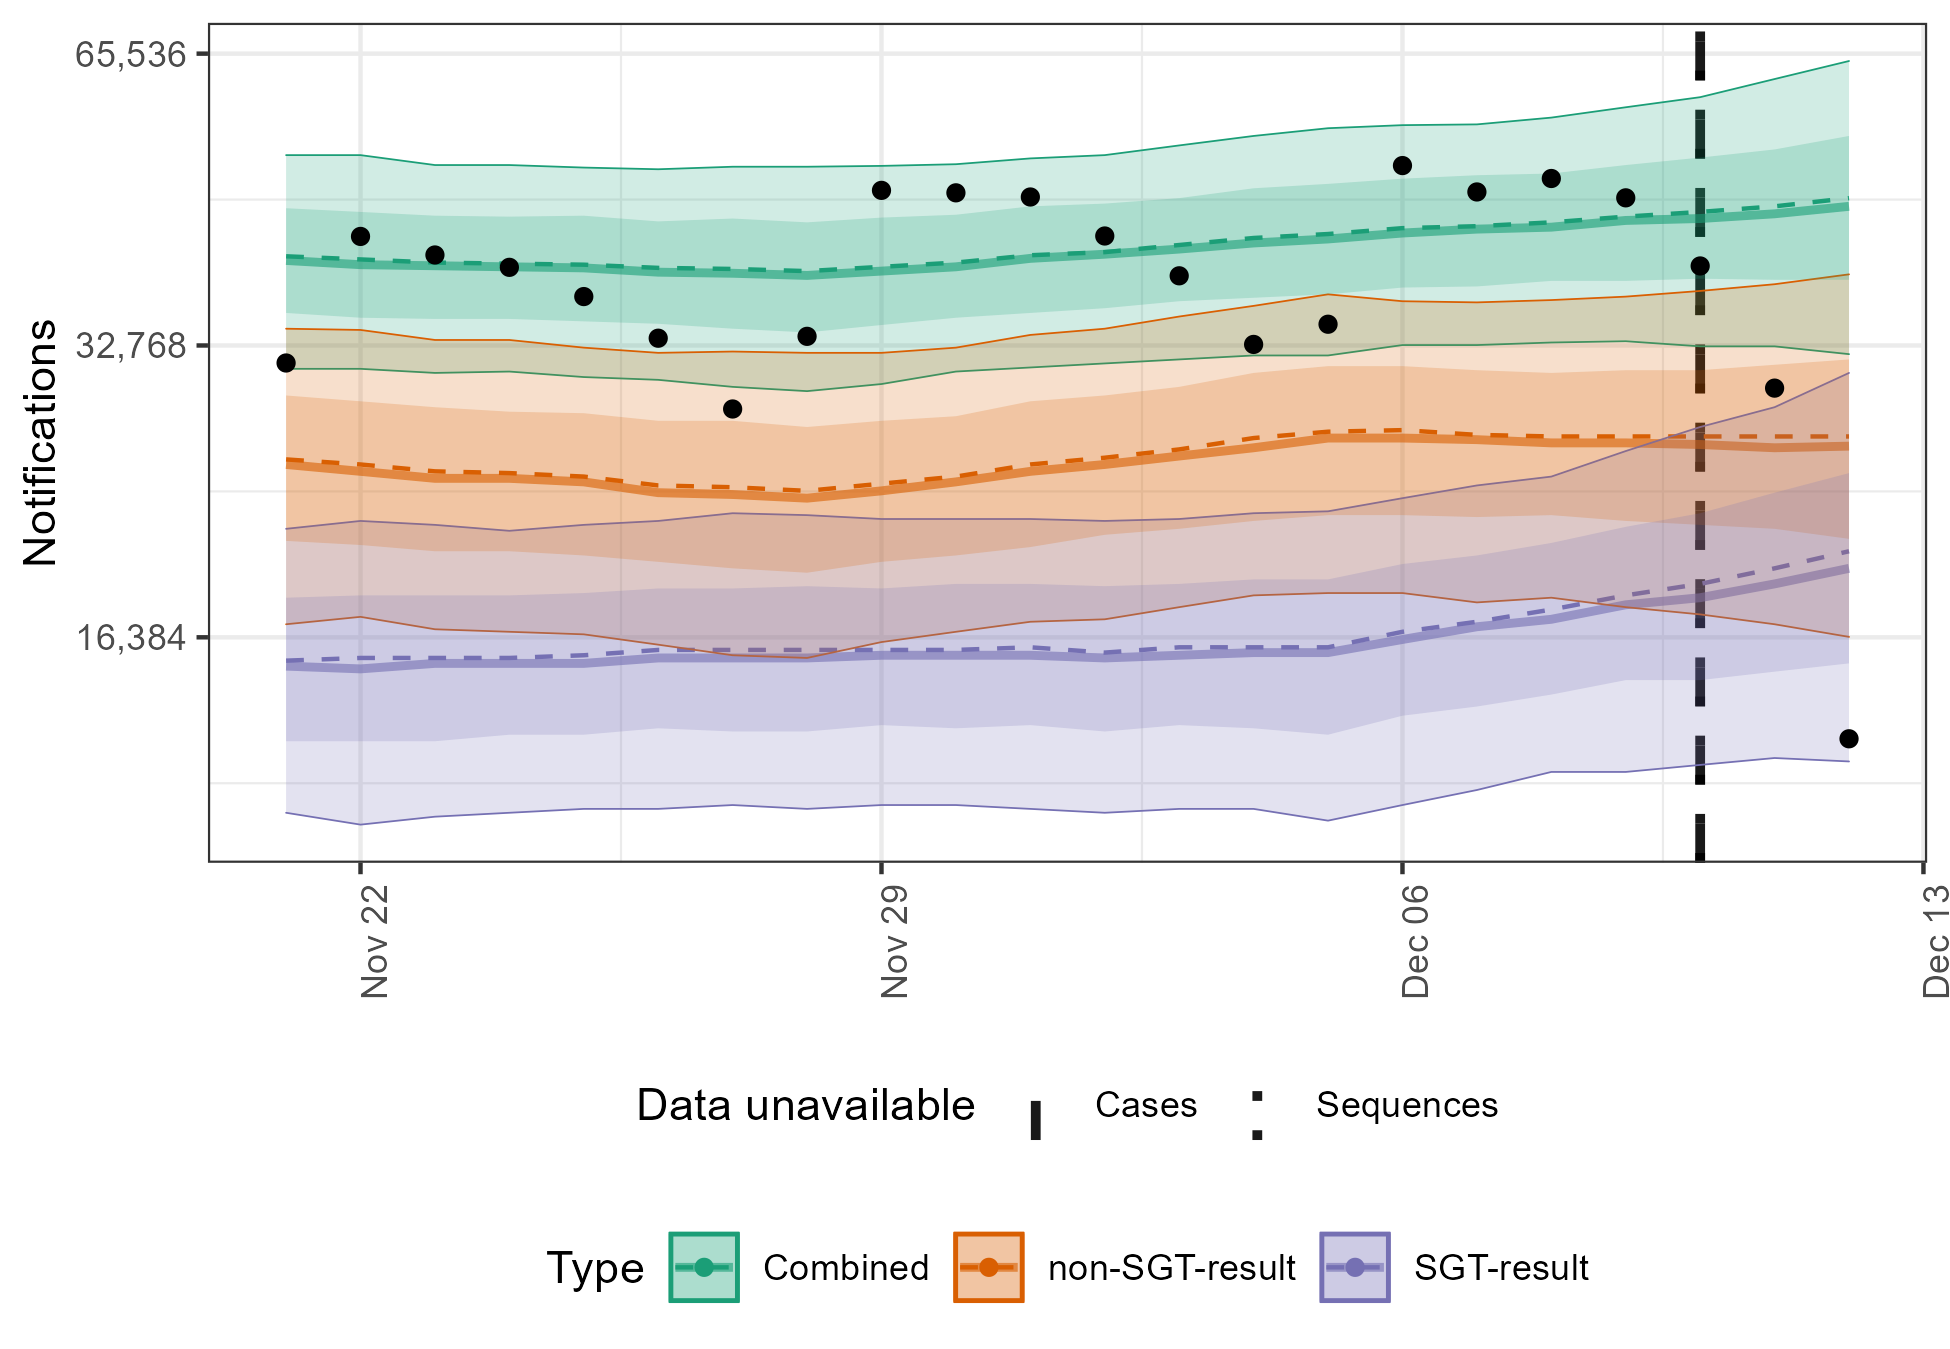 Notifications
65,536
32,768
16,384
Nov 22
Nov 29
Dec 06
Dec 13
Data unavailable Cases Sequences
Type Combined non-SGT-result SGT-result